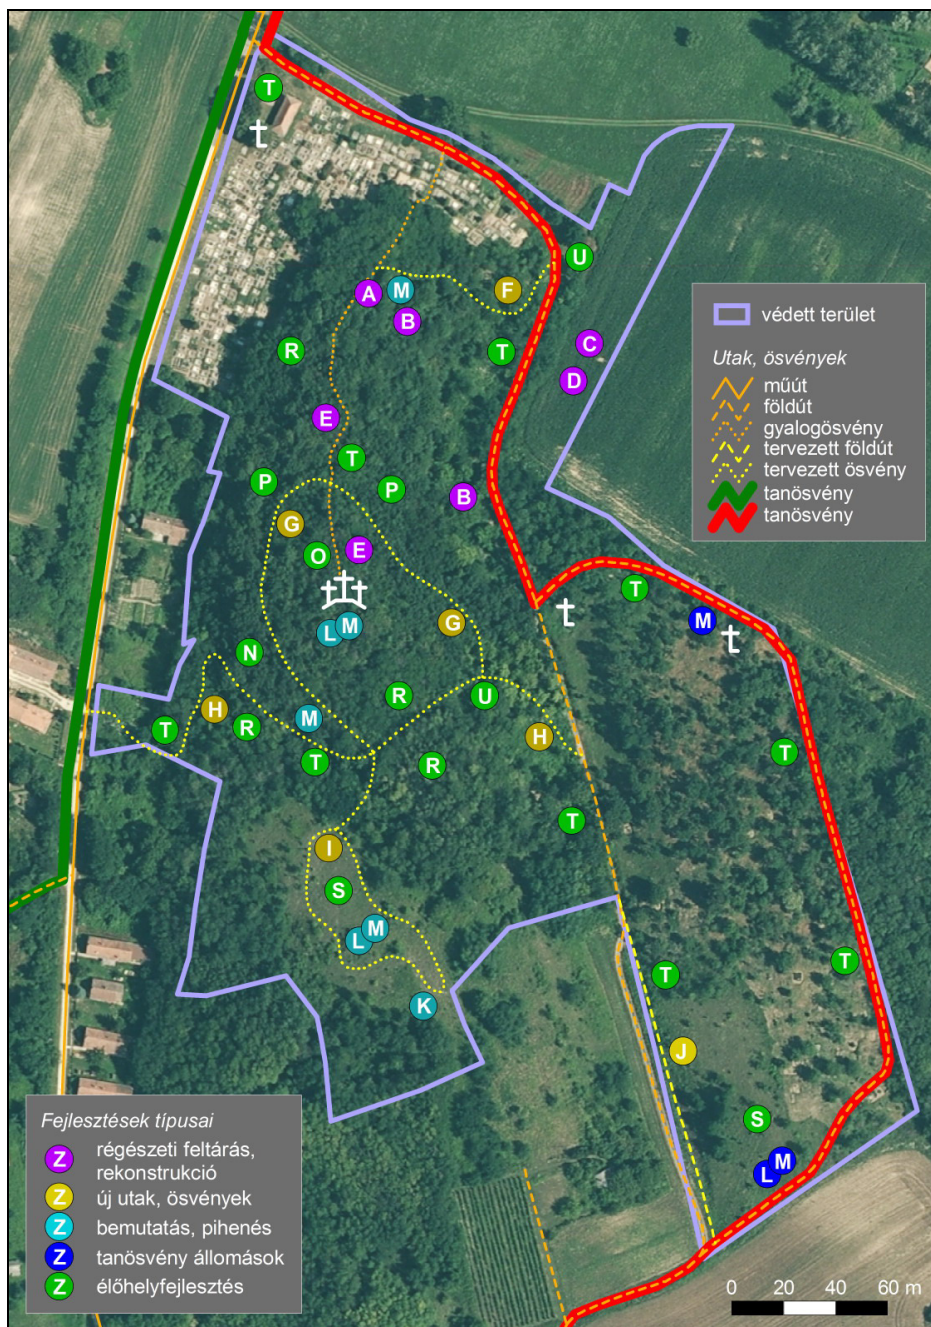 T
U
A
M
F
B
R
T
C
D
E
T
P
P
B
G
O
E
T
M
L
M
G
N
R
U
H
M
H
R
T
T
T
R
T
T
I
S
M
L
T
T
K
J
S
M
L
védett terület
Utak, ösvények
műút
földút
gyalogösvény
tervezett földút
tervezett ösvény
tanösvény
tanösvény
Fejlesztések típusai
Z régészeti feltárás,
rekonstrukció
Z új utak, ösvények
Z bemutatás, pihenés
Z tanösvény állomások
Z élőhelyfejlesztés
0 20 40 60 m